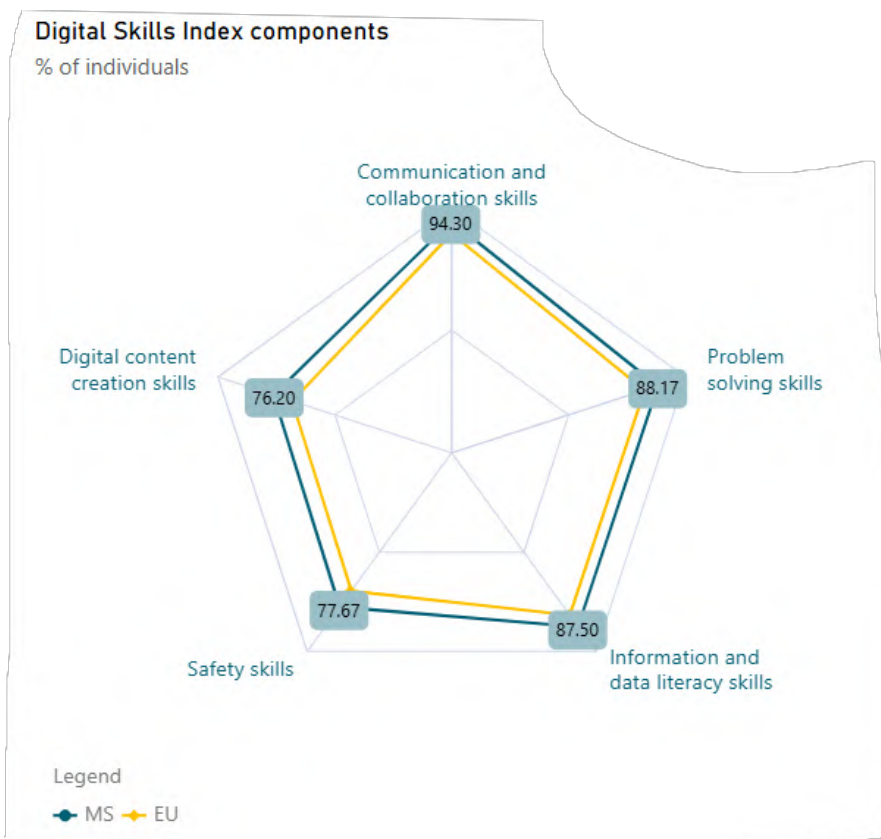 Digital Skills Index components
% of individuals
Communication and
collaboration skills
94.30
Digital content
creation skills
76.20
Problem
solving skills
88.17
77.67
Safety skills
87.50
Information and
data literacy skills
Legend
MS EU